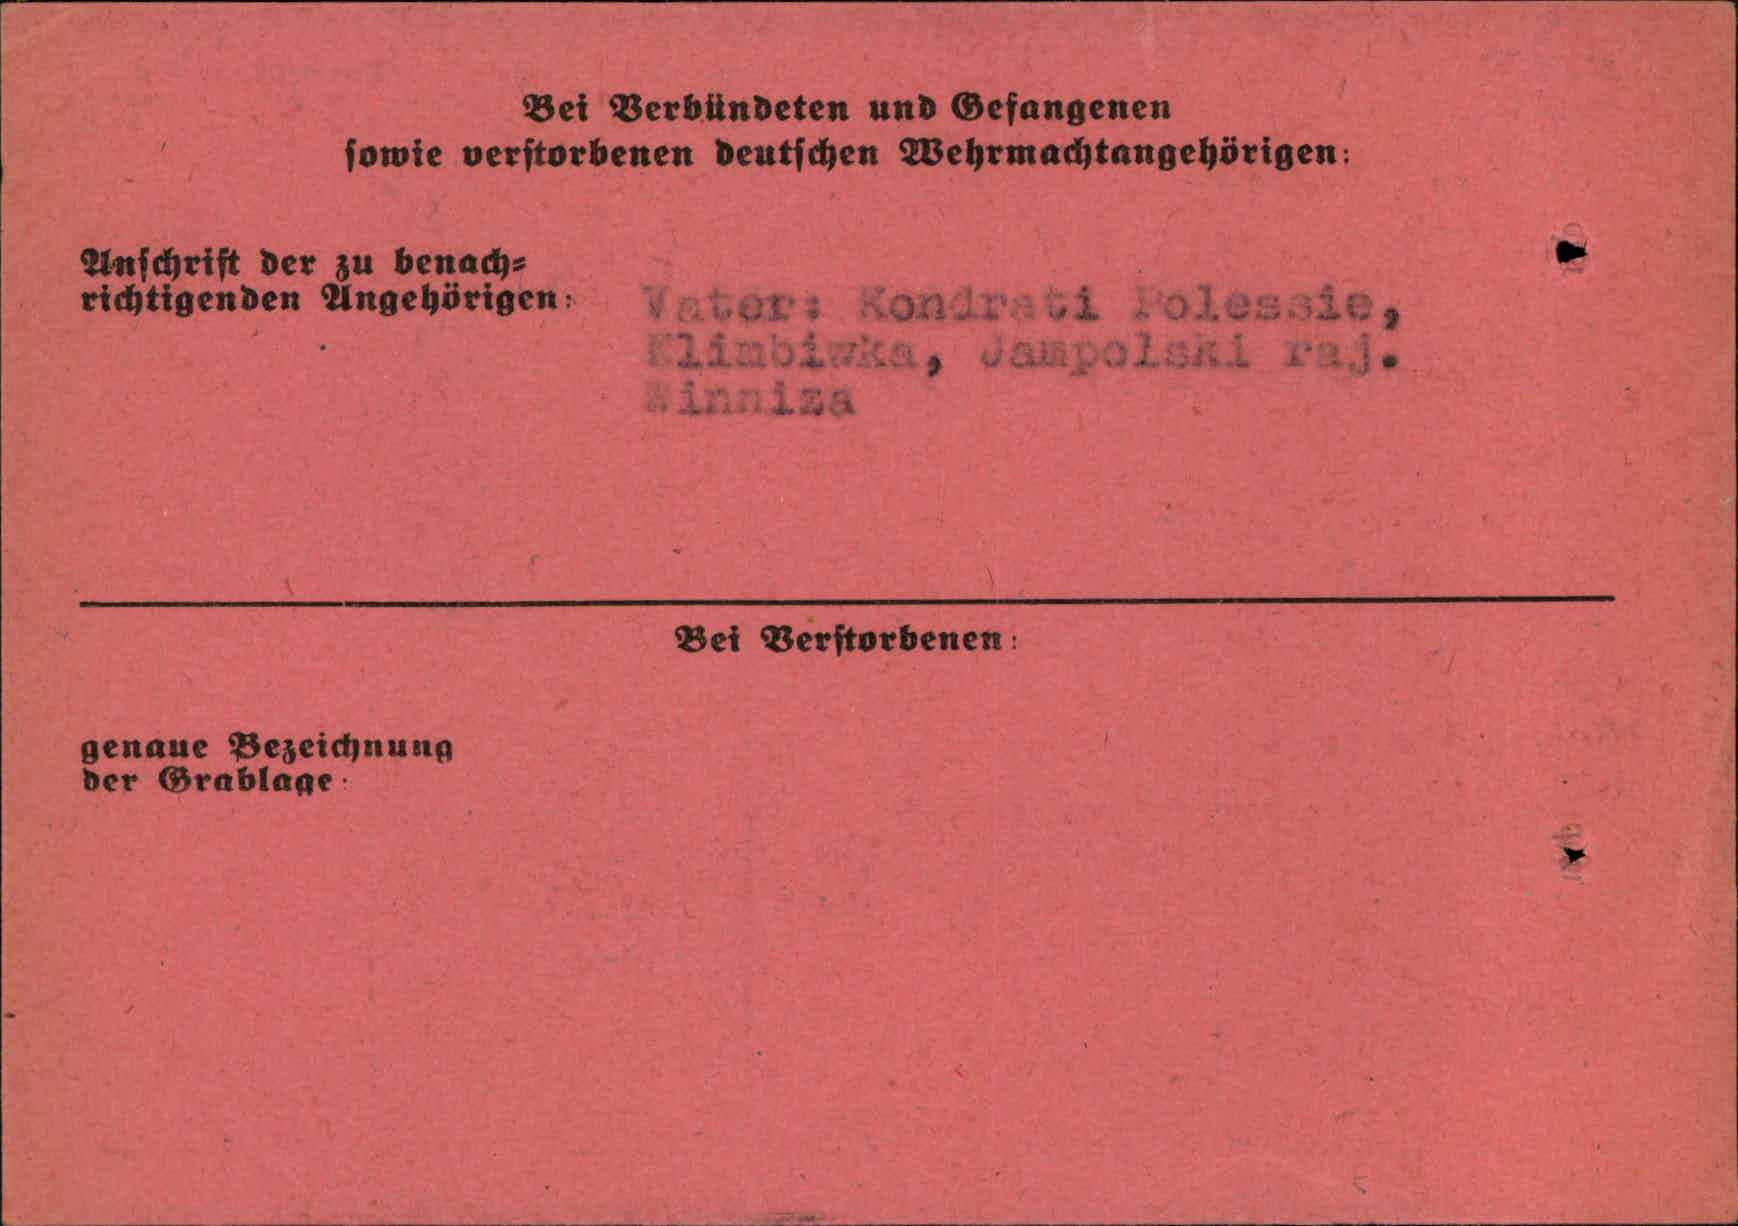 Bei Verbündeten und Gefangenen
sowie verstorbenen deutschen Wehrmachtangehörigen:
Anschrift der zu benach-
richtigenden Angehörigen:
Vater: Kondrati Polessie,
Klimbiwka, Jampolski raj.
Winniza
Bei Verstorbenen:
genaue Bezeichnung
der Grablage: